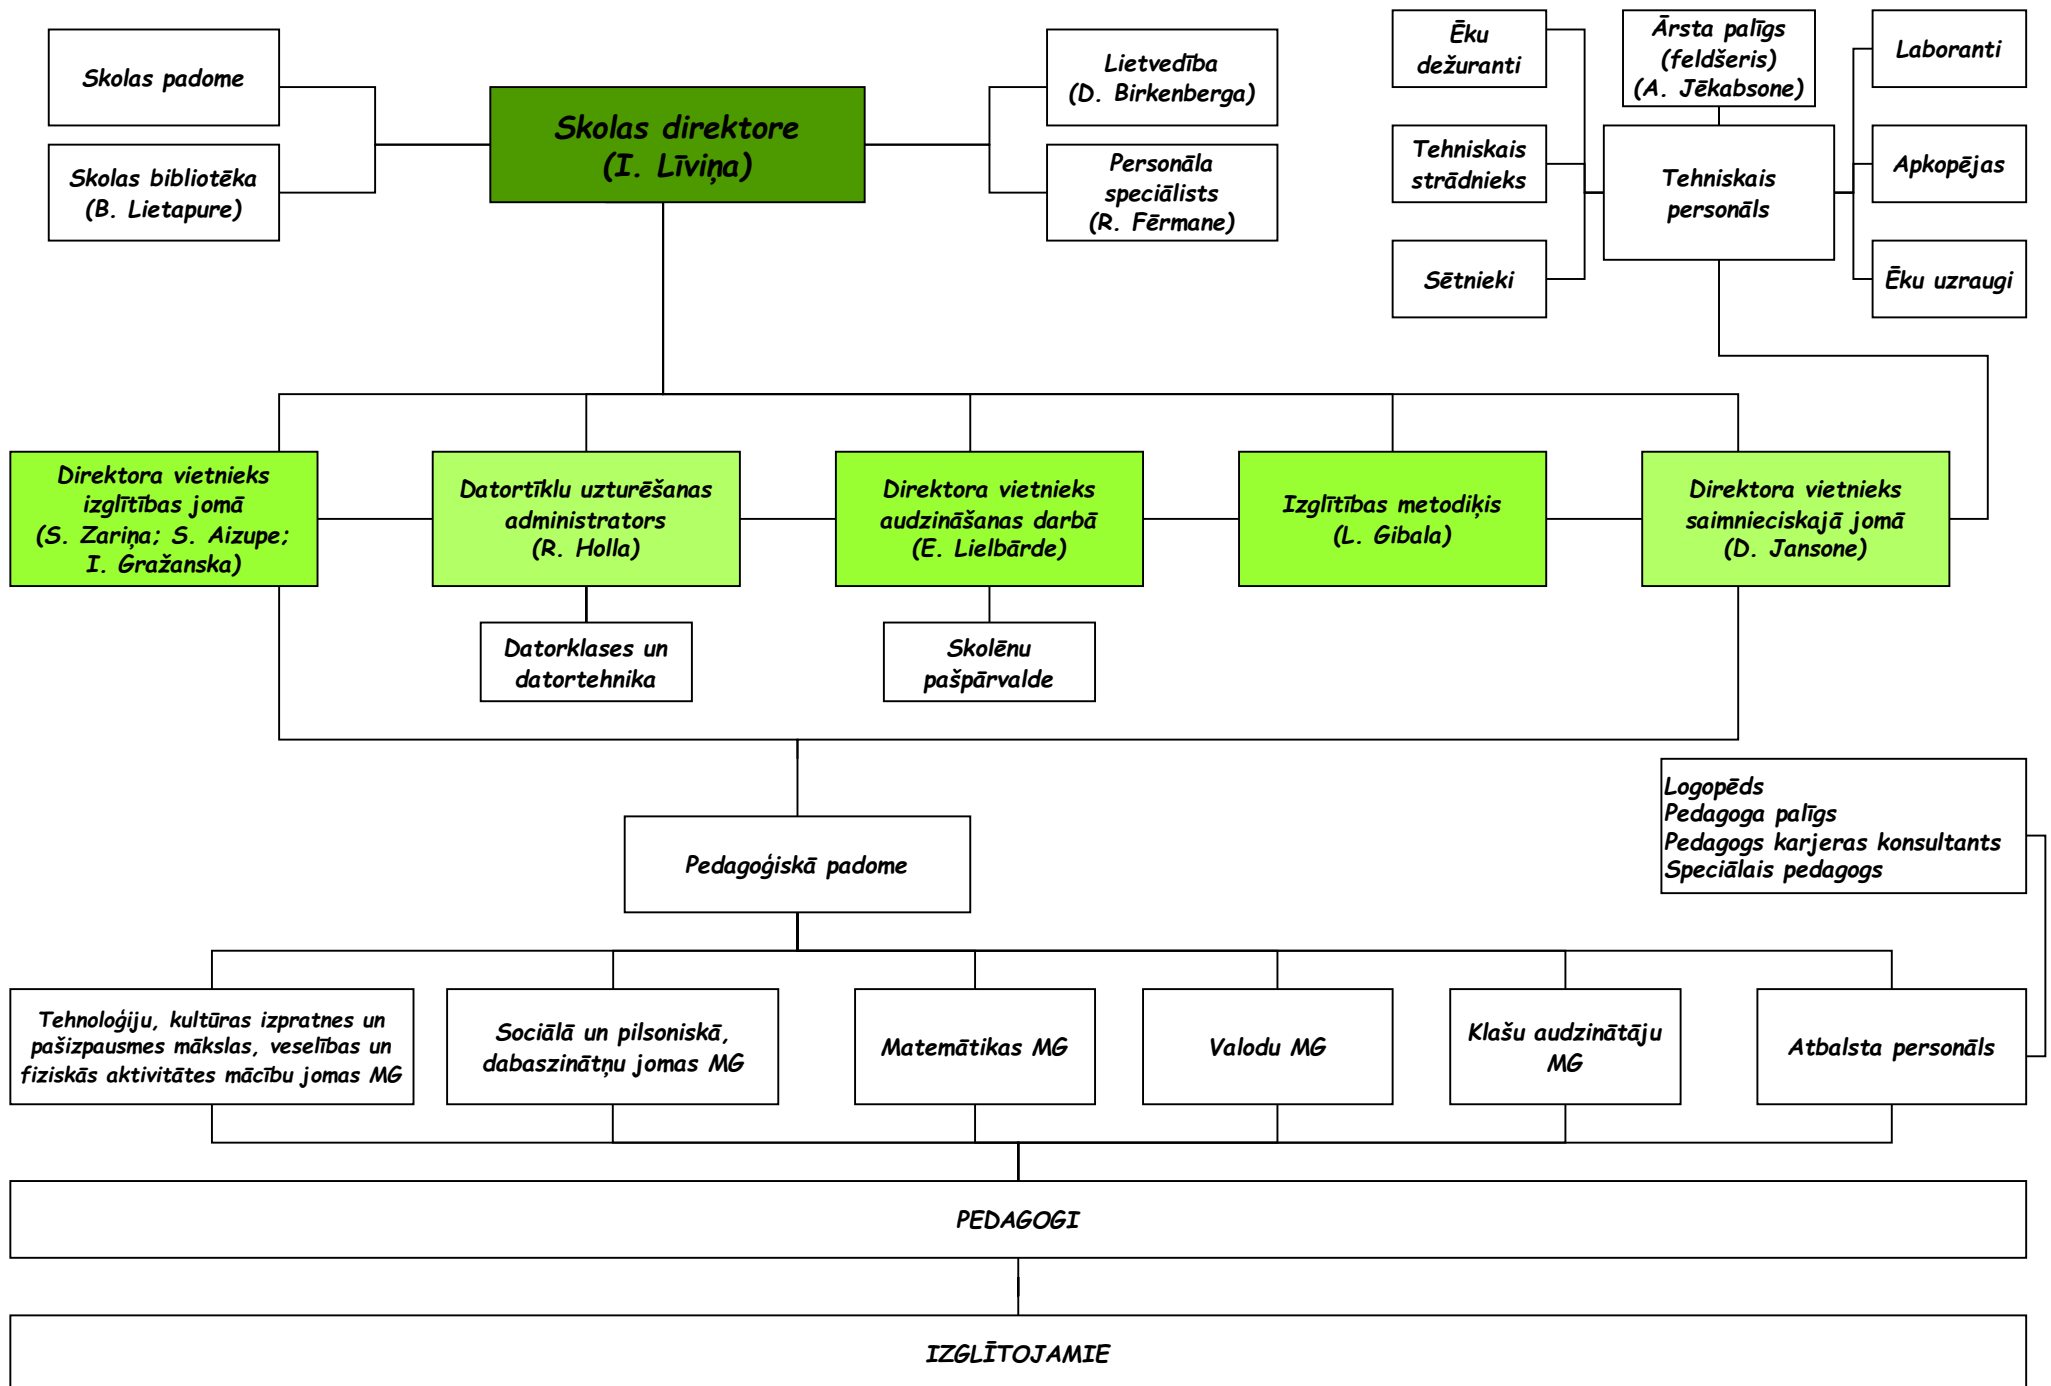 Skolas padome
Skolas bibliotēka
(B. Lietapure)
Skolas direktore
(I. Līviņa)
Lietvedība
(D. Birkenberga)
Personāla
speciālists
(R. Fērmane)
Ēku
dežuranti
Tehniskais
strādnieks
Sētnieki
Ārsta palīgs
(feldšeris)
(A. Jēkabsone)
Tehniskais
personāls
Laboranti
Apkopējas
Ēku uzraugi
Direktora vietnieks
izglītības jomā
(S. Zariņa; S. Aizupe;
I. Gražanska)
Datortīklu uzturēšanas
administrators
(R. Holla)
Direktora vietnieks
audzināšanas darbā
(E. Lielbārde)
Izglītības metodiķis
(L. Gibala)
Direktora vietnieks
saimnieciskajā jomā
(D. Jansone)
Datorklases un
datortehnika
Skolēnu
pašpārvalde
Logopēds
Pedagoga palīgs
Pedagogs karjeras konsultants
Speciālais pedagogs
Pedagoģiskā padome
Tehnoloģiju, kultūras izpratnes un
pašizpausmes mākslas, veselības un
fiziskās aktivitātes mācību jomas MG
Sociālā un pilsoniskā,
dabaszinātņu jomas MG
Matemātikas MG
Valodu MG
Klašu audzinātāju
MG
Atbalsta personāls
PEDAGOGI
IZGLĪTOJAMIE